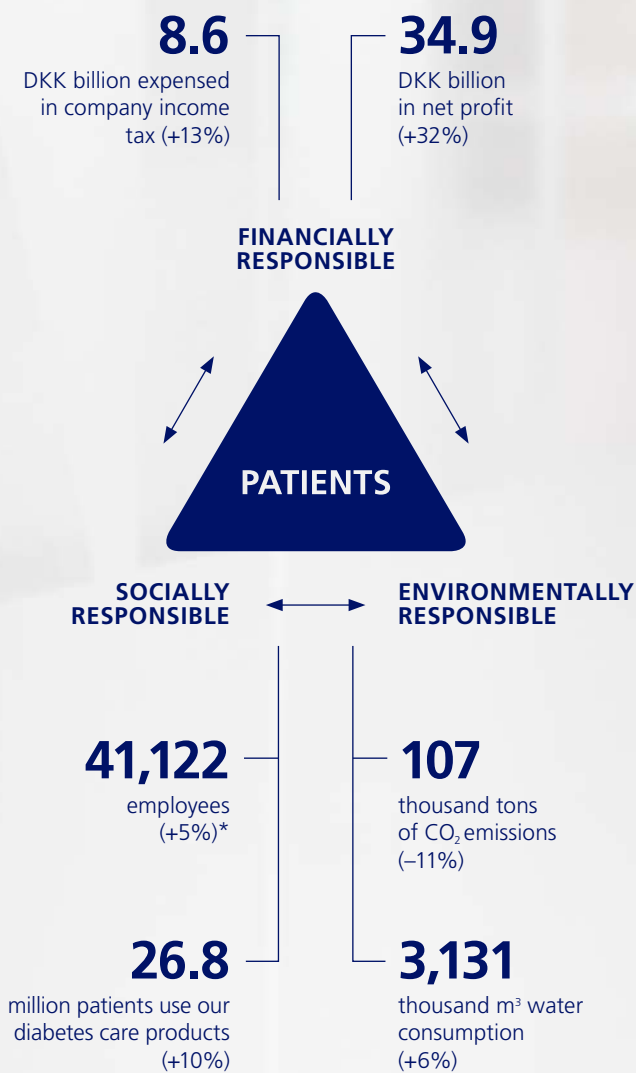 8.6
DKK billion expensed
in company income
tax (+13%)
34.9
DKK billion
in net profit
(+32%)
FINANCIALLY
RESPONSIBLE
PATIENTS
SOCIALLY
RESPONSIBLE
ENVIRONMENTALLY
RESPONSIBLE
41,122
employees
(+5%)*
107
thousand tons
of CO₂ emissions
(–11%)
26.8
million patients use our
diabetes care products
(+10%)
3,131
thousand m³ water
consumption
(+6%)